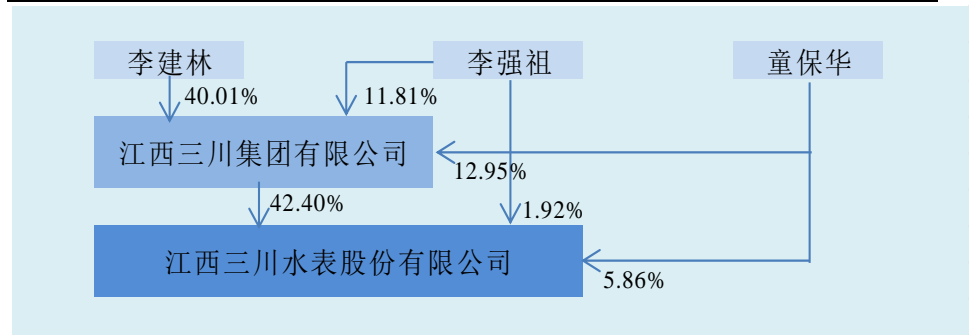 李建林
李强祖
童保华
40.01%
11.81%
江西三川集团有限公司
12.95%
42.40%
1.92%
江西三川水表股份有限公司
5.86%